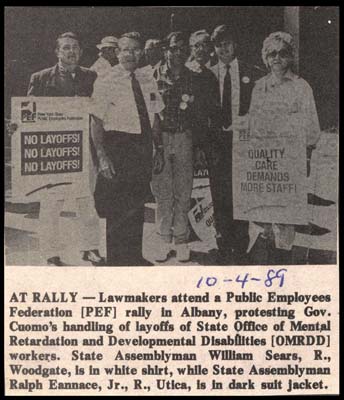 PEF
New York State
Public Employees Federation
NO LAYOFFS!
NO LAYOFFS!
NO LAYOFFS!
PEF
QUALITY
CARE
DEMANDS
MORE STAFF!
NO LAYOFFS
10-4-89
AT RALLY — Lawmakers attend a Public Employees
Federation [PEF] rally in Albany, protesting Gov.
Cuomo's handling of layoffs of State Office of Mental
Retardation and Developmental Disabilities [OMRDD]
workers. State Assemblyman William Sears, R.,
Woodgate, is in white shirt, while State Assemblyman
Ralph Eannace, Jr., R., Utica, is in dark suit jacket.